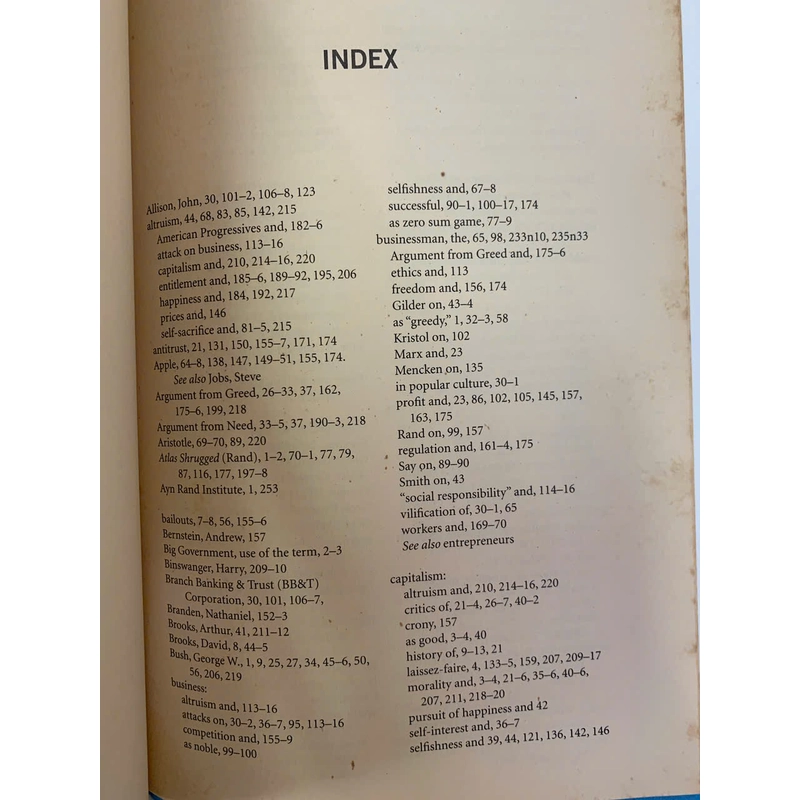 INDEX
Allison, John, 30, 101–2, 106–8, 123
altruism, 44, 68, 83, 85, 142, 215
American Progressives and, 182–6
attack on business, 113–16
capitalism and, 210, 214–16, 220
entitlement and, 185–6, 189–92, 195, 206
happiness and, 184, 192, 217
prices and, 146
self-sacrifice and, 81–5, 215
antitrust, 21, 131, 150, 155–7, 171, 174
Apple, 64–8, 138, 147, 149–51, 155, 174.
See also Jobs, Steve
Argument from Greed, 26–33, 37, 162,
175–6, 199, 218
Argument from Need, 33–5, 37, 190–3, 218
Aristotle, 69–70, 89, 220
Atlas Shrugged (Rand), 1–2, 70–1, 77, 79,
87, 116, 177, 197–8
Ayn Rand Institute, 1, 253
bailouts, 7–8, 56, 155–6
Bernstein, Andrew, 157
Big Government, use of the term, 2–3
Binswanger, Harry, 209–10
Branch Banking & Trust (BB&T)
Corporation, 30, 101, 106–7,
Branden, Nathaniel, 152–3
Brooks, Arthur, 41, 211–12
Brooks, David, 8, 44–5
Bush, George W., 1, 9, 25, 27, 34, 45–6, 50,
56, 206, 219
business:
altruism and, 113–16
attacks on, 30–2, 36–7, 95, 113–16
competition and, 155–9
as noble, 99–100
selfishness and, 67–8
successful, 90–1, 100–17, 174
as zero sum game, 77–9
businessman, the, 65, 98, 233n10, 235n33
Argument from Greed and, 175–6
ethics and, 113
freedom and, 156, 174
Gilder on, 43–4
as “greedy,” 1, 32–3, 58
Kristol on, 102
Marx and, 23
Mencken on, 135
in popular culture, 30–1
profit and, 23, 86, 102, 105, 145, 157,
163, 175
Rand on, 99, 157
regulation and, 161–4, 175
Say on, 89–90
Smith on, 43
“social responsibility” and, 114–16
vilification of, 30–1, 65
workers and, 169–70
See also entrepreneurs
capitalism:
altruism and, 210, 214–16, 220
critics of, 21–4, 26–7, 40–2
crony, 157
as good, 3–4, 40
history of, 9–13, 21
laissez-faire, 4, 133–5, 159, 207, 209–17
morality and, 3–4, 21–6, 35–6, 40–6,
207, 211, 218–20
pursuit of happiness and 42
self-interest and, 36–7
selfishness and 39, 44, 121, 136, 142, 146